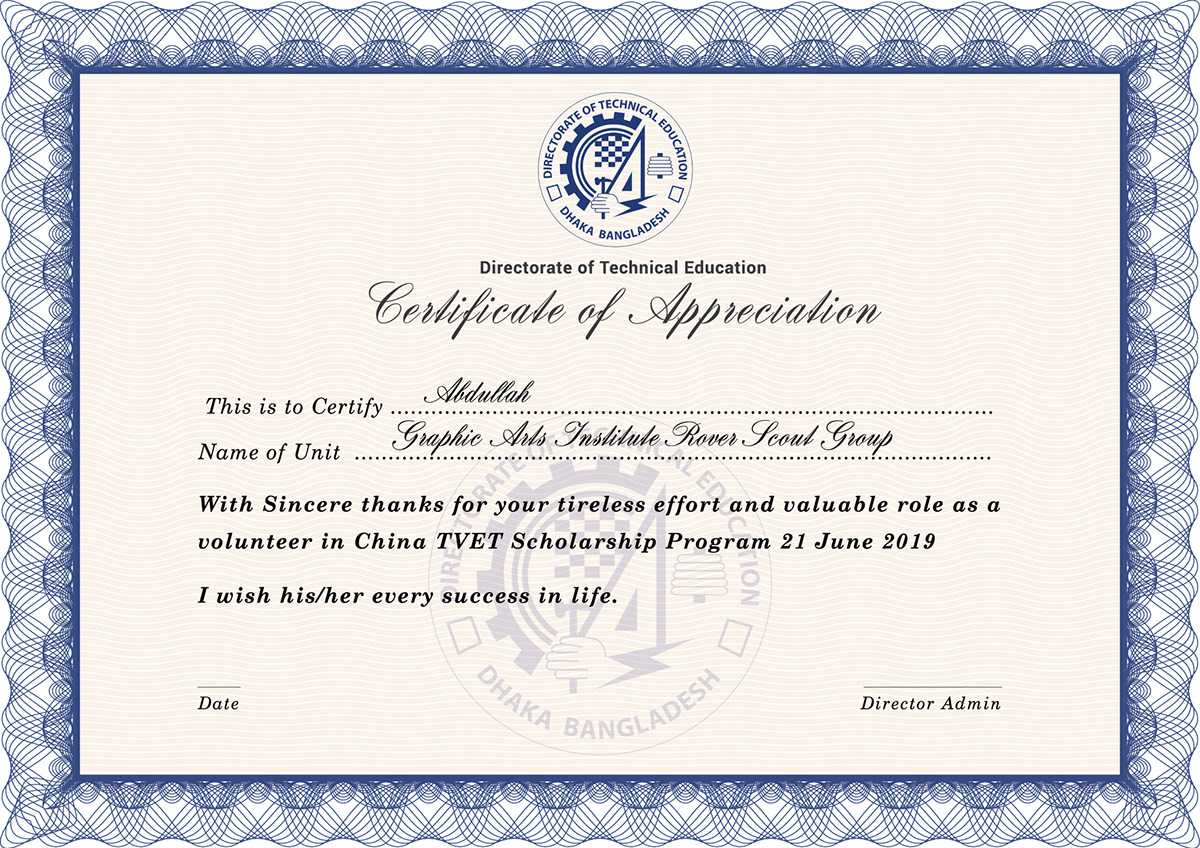 DIRECTORATE OF TECHNICAL EDUCATION
DHAKA BANGLADESH
Directorate of Technical Education
Certificate of Appreciation
This is to Certify Abdullah
Name of Unit Graphic Arts Institute Rover Scout Group
With Sincere thanks for your tireless effort and valuable role as a
volunteer in China TVET Scholarship Program 21 June 2019
I wish his/her every success in life.
DIRECTORATE OF TECHNICAL EDUCATION
DHAKA BANGLADESH
Date
Director Admin